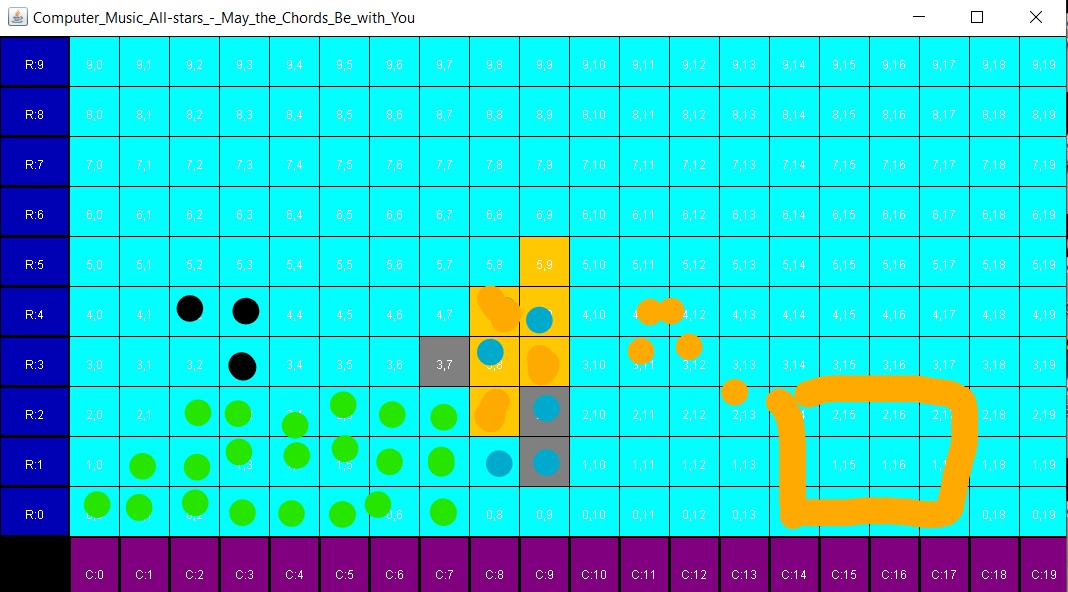 Computer_Music_All-stars_-_May_the_Chords_Be_with_You
R:9 9,0 9,1 9,2 9,3 9,4 9,5 9,6 9,7 9,8 9,9 9,10 9,11 9,12 9,13 9,14 9,15 9,16 9,17 9,18 9,19
R:8 8,0 8,1 8,2 8,3 8,4 8,5 8,6 8,7 8,8 8,9 8,10 8,11 8,12 8,13 8,14 8,15 8,16 8,17 8,18 8,19
R:7 7,0 7,1 7,2 7,3 7,4 7,5 7,6 7,7 7,8 7,9 7,10 7,11 7,12 7,13 7,14 7,15 7,16 7,17 7,18 7,19
R:6 6,0 6,1 6,2 6,3 6,4 6,5 6,6 6,7 6,8 6,9 6,10 6,11 6,12 6,13 6,14 6,15 6,16 6,17 6,18 6,19
R:5 5,0 5,1 5,2 5,3 5,4 5,5 5,6 5,7 5,8 5,9 5,10 5,11 5,12 5,13 5,14 5,15 5,16 5,17 5,18 5,19
R:4 4,0 4,1 4,4 4,5 4,6 4,7 4,10 4,12 4,13 4,14 4,15 4,16 4,17 4,18 4,19
R:3 3,0 3,1 3,2 3,4 3,5 3,6 3,7 3,8 3,10 3,11 3,12 3,13 3,14 3,15 3,16 3,17 3,18 3,19
R:2 2,0 2,1 2,4 2,10 2,11 2,12 2,13 2,15 2,16 2,18 2,19
R:1 1,0 1,5 1,10 1,11 1,12 1,13 1,15 1,16 1,18 1,19
R:0 0,2 0,6 0,8 0,9 0,10 0,11 0,12 0,13 0,18 0,19
C:0 C:1 C:2 C:3 C:4 C:5 C:6 C:7 C:8 C:9 C:10 C:11 C:12 C:13 C:14 C:15 C:16 C:17 C:18 C:19